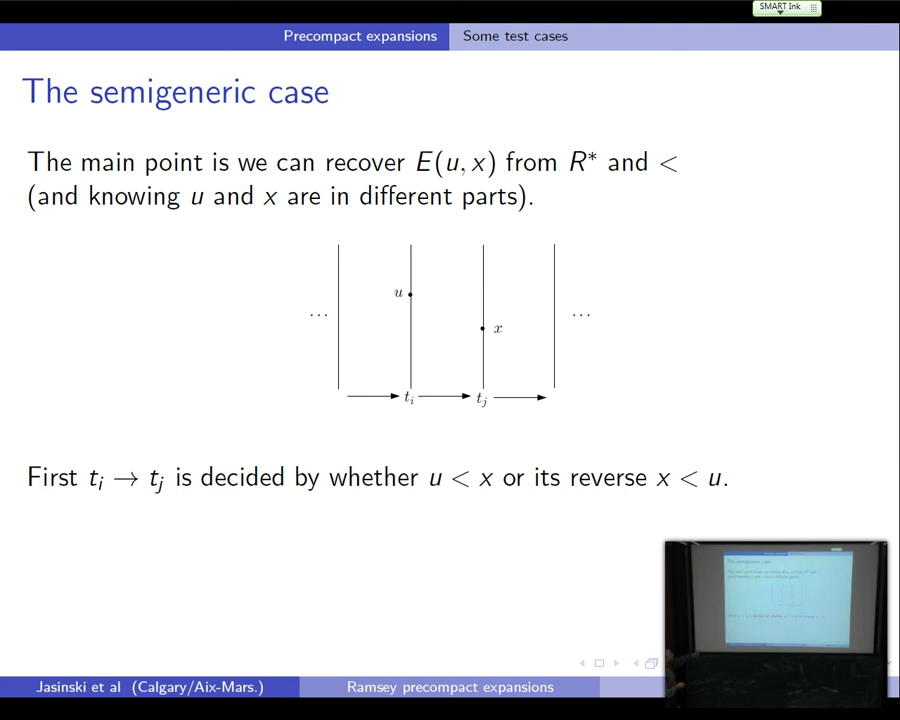 SMART Ink
Precompact expansions Some test cases
The semigeneric case
The main point is we can recover E(u, x) from R* and <
(and knowing u and x are in different parts).
u
x
... ...
t_i t_j
First t_i → t_j is decided by whether u < x or its reverse x < u.
Jasinski et al (Calgary/Aix-Mars.) Ramsey precompact expansions